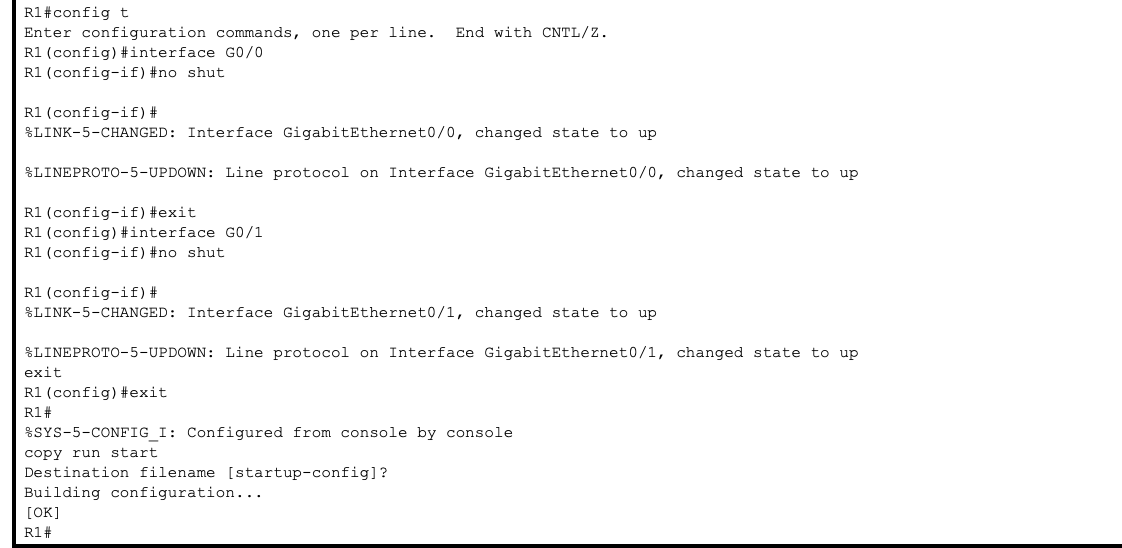 R1#config t
Enter configuration commands, one per line.  End with CNTL/Z.
R1(config)#interface G0/0
R1(config-if)#no shut
R1(config-if)#
%LINK-5-CHANGED: Interface GigabitEthernet0/0, changed state to up
%LINEPROTO-5-UPDOWN: Line protocol on Interface GigabitEthernet0/0, changed state to up
R1(config-if)#exit
R1(config)#interface G0/1
R1(config-if)#no shut
R1(config-if)#
%LINK-5-CHANGED: Interface GigabitEthernet0/1, changed state to up
%LINEPROTO-5-UPDOWN: Line protocol on Interface GigabitEthernet0/1, changed state to up
exit
R1(config)#exit
R1#
%SYS-5-CONFIG_I: Configured from console by console
copy run start
Destination filename [startup-config]?
Building configuration...
[OK]
R1#